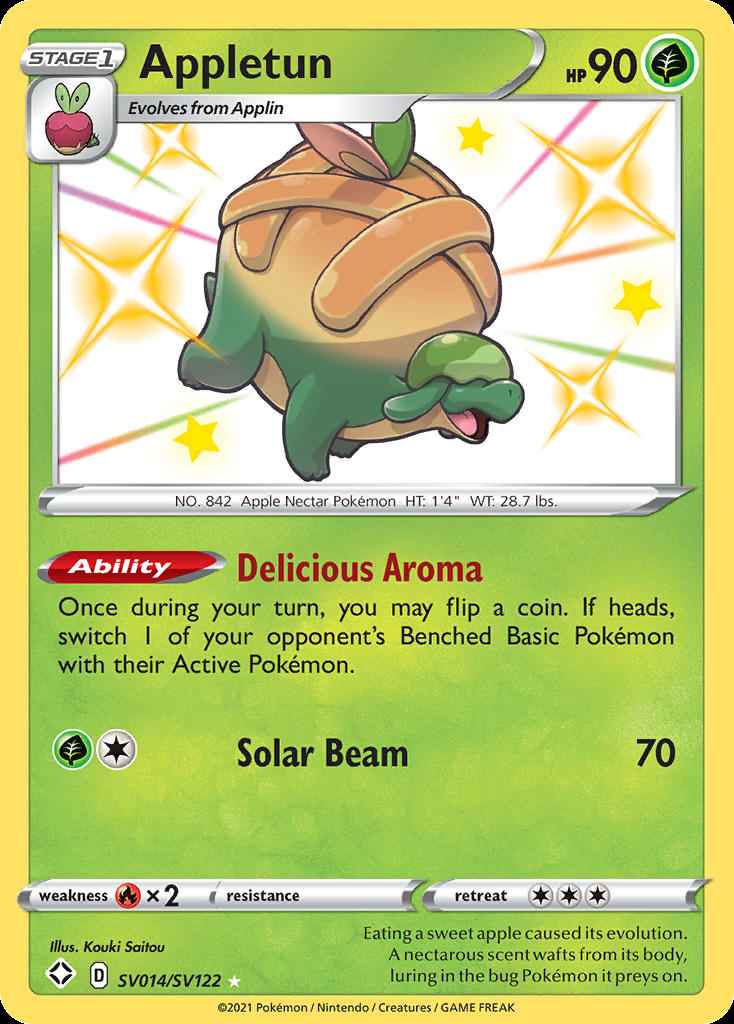 STAGE1
Appletun
HP90
Evolves from Applin
NO. 842 Apple Nectar Pokémon HT: 1'4" WT: 28.7 lbs.
Ability Delicious Aroma
Once during your turn, you may flip a coin. If heads,
switch 1 of your opponent's Benched Basic Pokémon
with their Active Pokémon.
Solar Beam 70
weakness ×2 resistance retreat
Illus. Kouki Saitou
D SV014/SV122
Eating a sweet apple caused its evolution.
A nectarous scent wafts from its body,
luring in the bug Pokémon it preys on.
©2021 Pokémon / Nintendo / Creatures / GAME FREAK